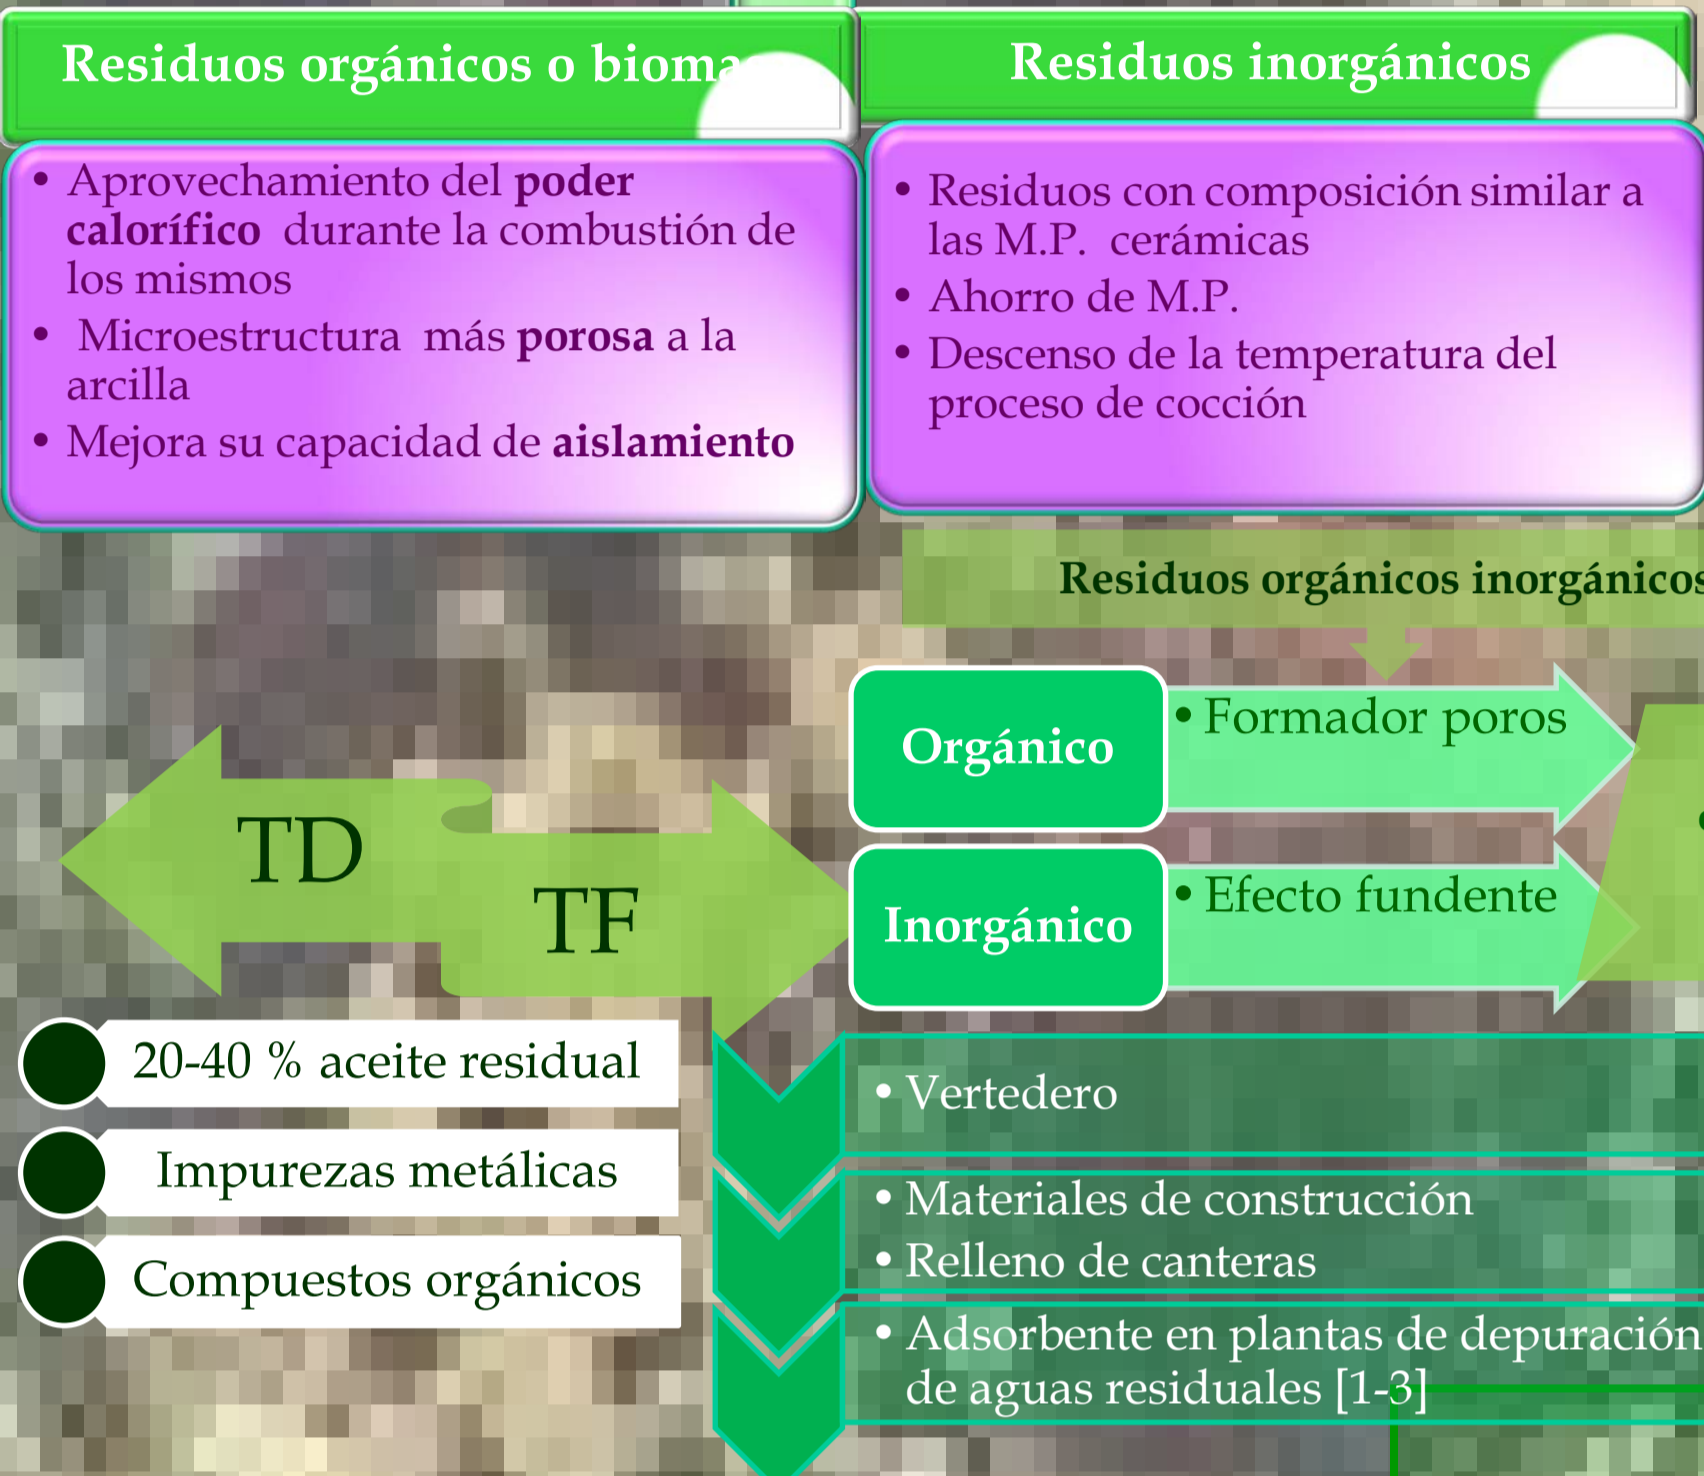 Residuos orgánicos o bioma
Aprovechamiento del poder
calorífico durante la combustión de
los mismos
Microestructura más porosa a la
arcilla
Mejora su capacidad de aislamiento
Residuos inorgánicos
Residuos con composición similar a
las M.P. cerámicas
Ahorro de M.P.
Descenso de la temperatura del
proceso de cocción
Residuos orgánicos inorgánicos
Orgánico
• Formador poros
Inorgánico
• Efecto fundente
TD
TF
20-40 % aceite residual
Impurezas metálicas
Compuestos orgánicos
• Vertedero
• Materiales de construcción
• Relleno de canteras
• Adsorbente en plantas de depuración
de aguas residuales [1-3]